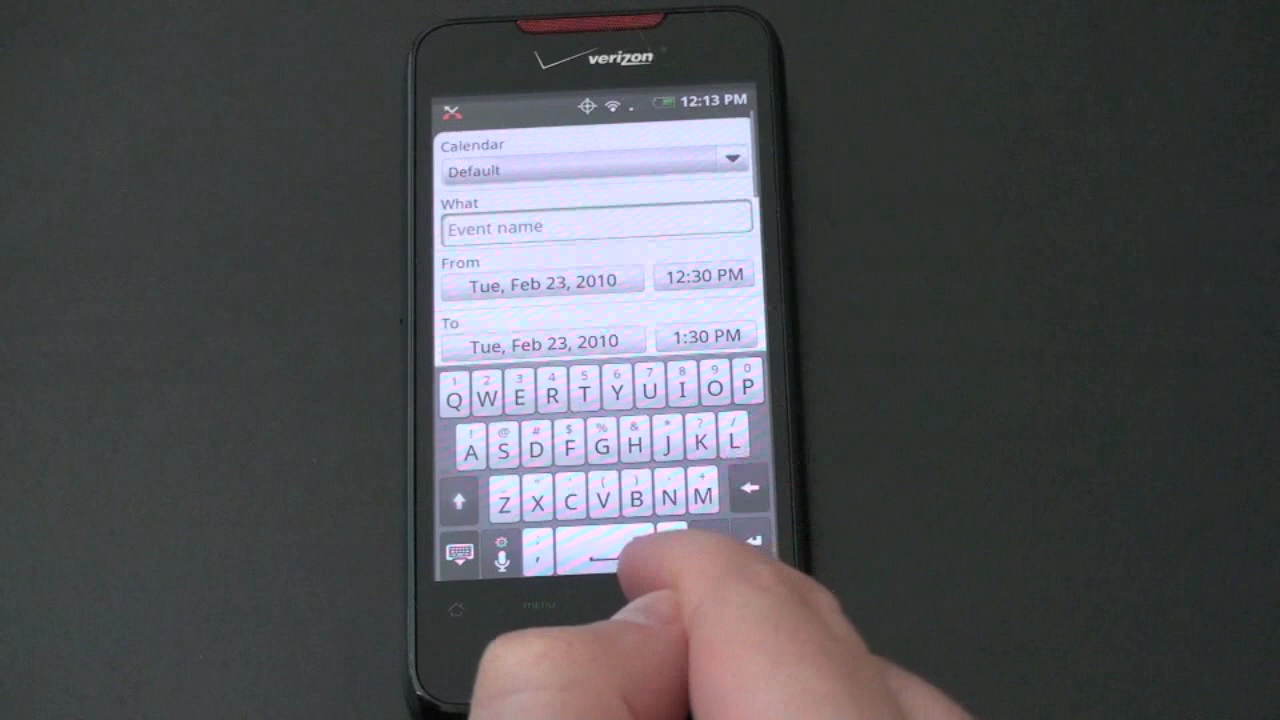 verizon
12:13 PM
Calendar
Default
What
Event name
From
Tue, Feb 23, 2010 12:30 PM
To
Tue, Feb 23, 2010 1:30 PM
1 2 3 4 5 6 7 8 9 0
Q W E R T Y U I O P
! @ # $ % & * ? /
A S D F G H J K L
Z X C V B N M
MENU